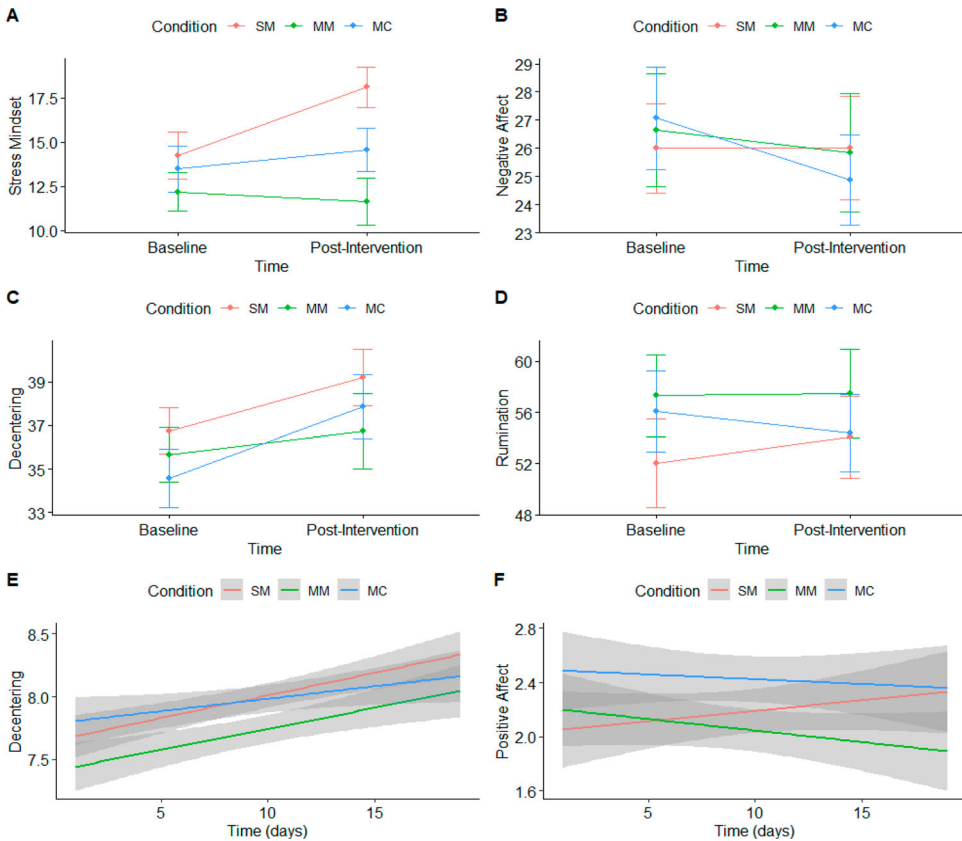 A
Condition SM MM MC
Stress Mindset
17.5
15.0
12.5
10.0
Baseline Post-Intervention
Time
B
Condition SM MM MC
Negative Affect
29
28
27
26
25
24
23
Baseline Post-Intervention
Time
C
Condition SM MM MC
Decentering
39
37
35
33
Baseline Post-Intervention
Time
D
Condition SM MM MC
Rumination
60
56
52
48
Baseline Post-Intervention
Time
E
Condition SM MM MC
Decentering
8.5
8.0
7.5
5 10 15
Time (days)
F
Condition SM MM MC
Positive Affect
2.8
2.4
2.0
1.6
5 10 15
Time (days)